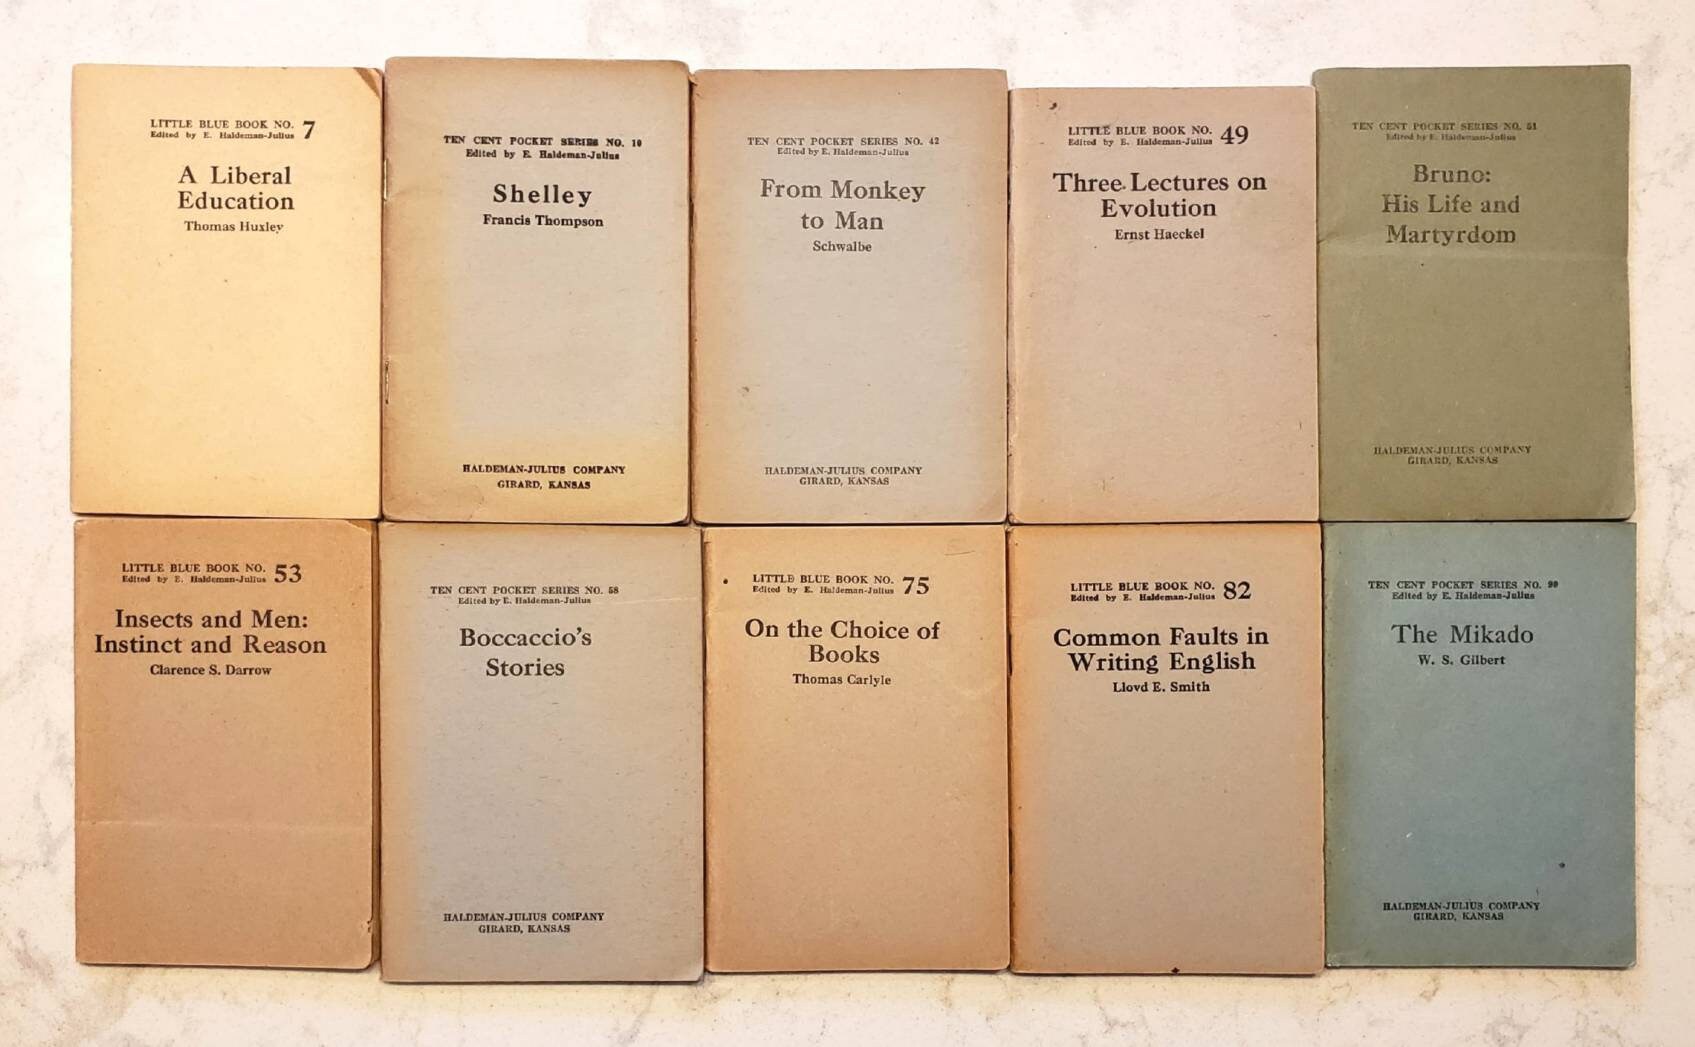 LITTLE BLUE BOOK NO. 7
Edited by E. Haldeman-Julius
A Liberal
Education
Thomas Huxley
TEN CENT POCKET SERIES NO. 10
Edited by E. Haldeman-Julius
Shelley
Francis Thompson
HALDEMAN-JULIUS COMPANY
GIRARD, KANSAS
TEN CENT POCKET SERIES NO. 42
Edited by E. Haldeman-Julius
From Monkey
to Man
Schwalbe
HALDEMAN-JULIUS COMPANY
GIRARD, KANSAS
LITTLE BLUE BOOK NO. 49
Edited by E. Haldeman-Julius
Three Lectures on
Evolution
Ernst Haeckel
TEN CENT POCKET SERIES NO. 51
Edited by E. Haldeman-Julius
Bruno:
His Life and
Martyrdom
HALDEMAN-JULIUS COMPANY
GIRARD, KANSAS
LITTLE BLUE BOOK NO. 53
Edited by E. Haldeman-Julius
Insects and Men:
Instinct and Reason
Clarence S. Darrow
TEN CENT POCKET SERIES NO. 58
Edited by E. Haldeman-Julius
Boccaccio's
Stories
HALDEMAN-JULIUS COMPANY
GIRARD, KANSAS
LITTLE BLUE BOOK NO. 75
Edited by E. Haldeman-Julius
On the Choice of
Books
Thomas Carlyle
LITTLE BLUE BOOK NO. 82
Edited by E. Haldeman-Julius
Common Faults in
Writing English
Lloyd E. Smith
TEN CENT POCKET SERIES NO. 90
Edited by E. Haldeman-Julius
The Mikado
W. S. Gilbert
HALDEMAN-JULIUS COMPANY
GIRARD, KANSAS